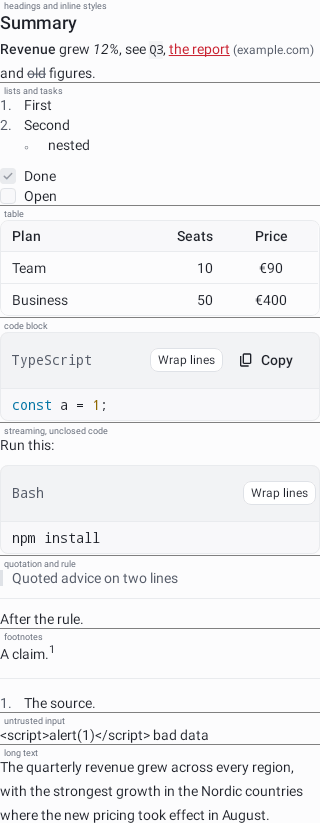 headings and inline styles
Summary
Revenue grew 12%, see Q3, the report (example.com)
and old figures.
lists and tasks
1. First
2. Second
◦ nested
Done
Open
table
Plan Seats Price
Team 10 €90
Business 50 €400
code block
TypeScript Wrap lines Copy
const a = 1;
streaming, unclosed code
Run this:
Bash Wrap lines
npm install
quotation and rule
Quoted advice on two lines
After the rule.
footnotes
A claim.1
1. The source.
untrusted input
<script>alert(1)</script> bad data
long text
The quarterly revenue grew across every region,
with the strongest growth in the Nordic countries
where the new pricing took effect in August.